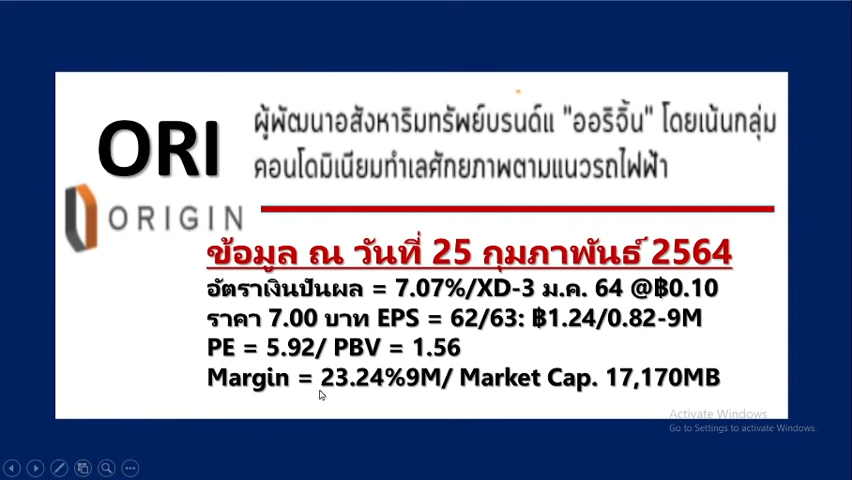 ORI
ผู้พัฒนาอสังหาริมทรัพย์แบรนด์ "ออริจิ้น" โดยเน้นกลุ่ม
คอนโดมิเนียมทำเลศักยภาพตามแนวรถไฟฟ้า
ORIGIN
ข้อมูล ณ วันที่ 25 กุมภาพันธ์ 2564
อัตราเงินปันผล = 7.07%/XD-3 ม.ค. 64 @฿0.10
ราคา 7.00 บาท EPS = 62/63: ฿1.24/0.82-9M
PE = 5.92/ PBV = 1.56
Margin = 23.24%9M/ Market Cap. 17,170MB
Activate Windows
Go to Settings to activate Windows.